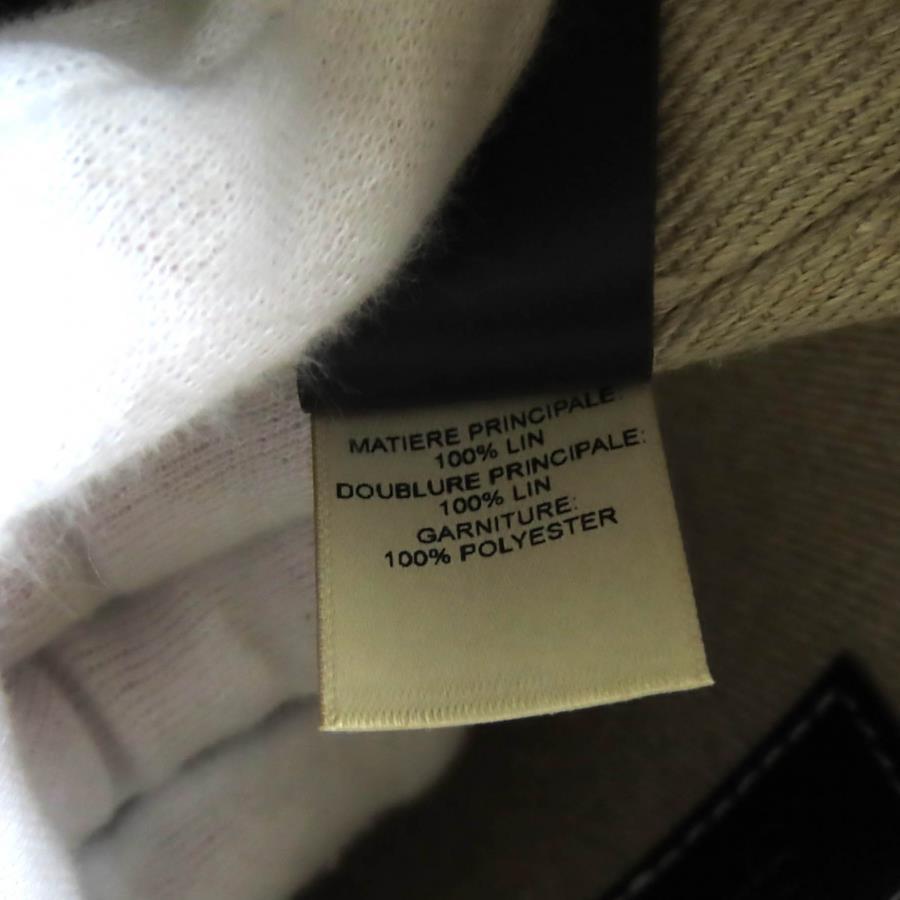 MATIERE PRINCIPALE:
100% LIN
DOUBLURE PRINCIPALE:
100% LIN
GARNITURE:
100% POLYESTER